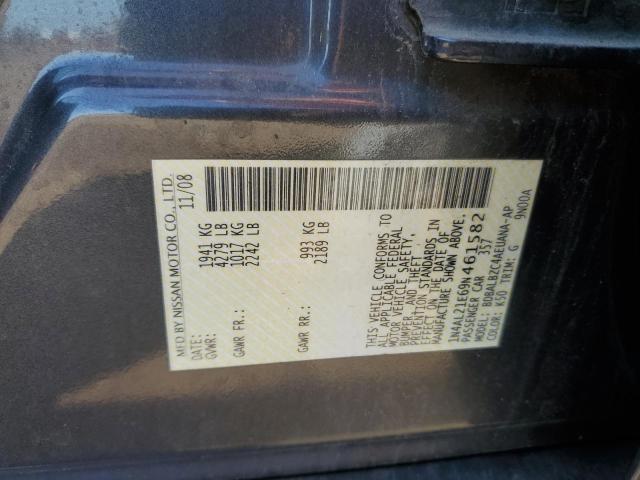 MFD BY NISSAN MOTOR CO., LTD.
DATE: 11/08
GVWR: 1941 KG
4279 LB
GAWR FR: 1017 KG
2242 LB
GAWR RR: 993 KG
2189 LB
THIS VEHICLE CONFORMS TO
ALL APPLICABLE FEDERAL
MOTOR VEHICLE SAFETY,
BUMPER, AND THEFT
PREVENTION STANDARDS IN
EFFECT ON THE DATE OF
MANUFACTURE SHOWN ABOVE.
1N4AL21E69N461582
PASSENGER CAR 357
MODEL: BDBALBZC4AEUANA-AP
COLOR: K50 TRIM: G 9N00A